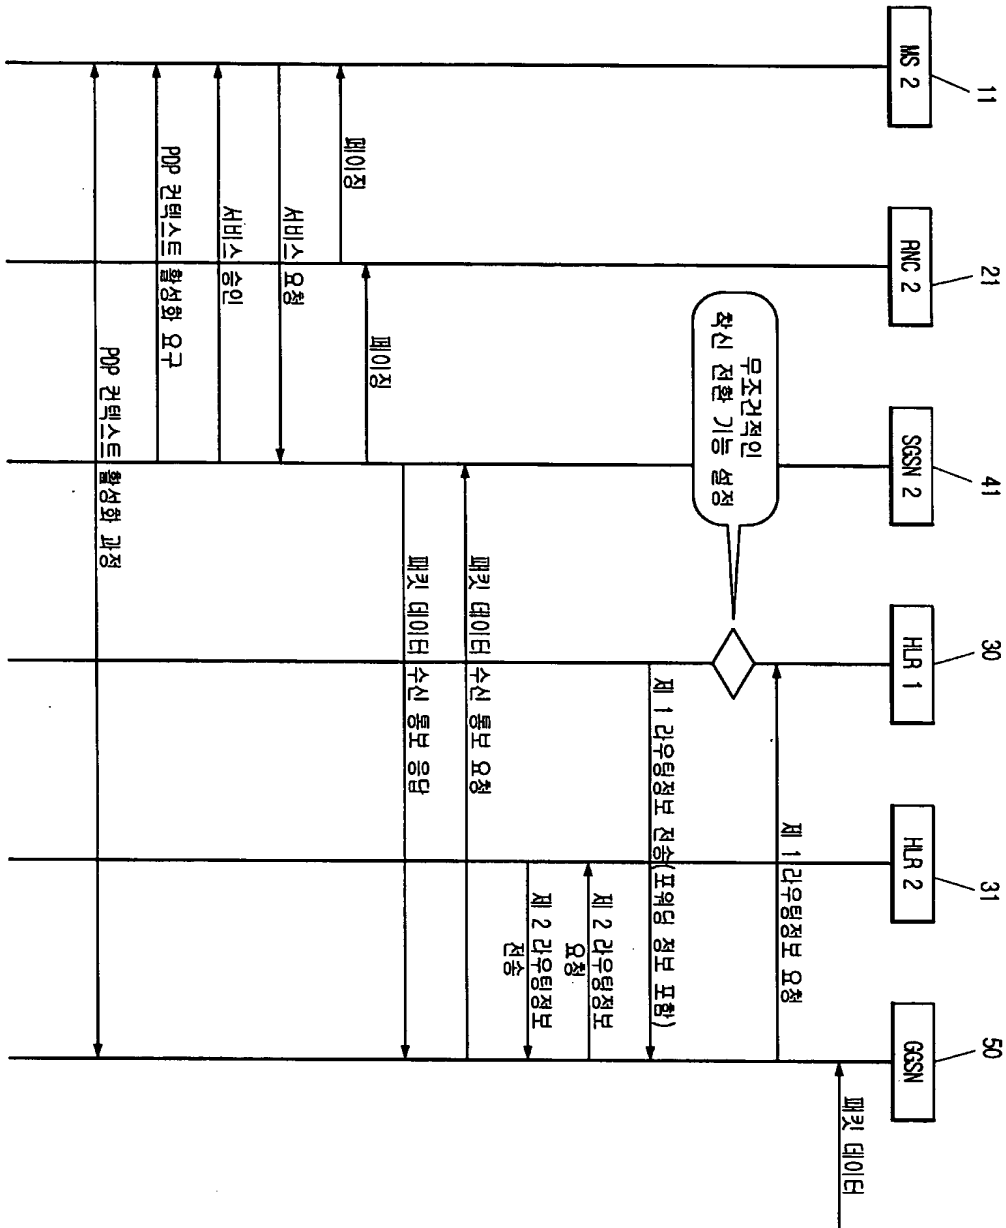 11
21
41
30
31
50
MS 2
RNC 2
SGSN 2
HLR 1
HLR 2
GGSN
패킷 데이터
제 1 라우팅정보 요청
무조건적인
착신 전환 기능 설정
제 1 라우팅정보 전송(포워딩 정보 포함)
제 2 라우팅정보
요청
제 2 라우팅정보
전송
패킷 데이터 수신 통보 요청
패킷 데이터 수신 통보 응답
페이징
페이징
서비스 요청
서비스 승인
PDP 컨텍스트 활성화 요구
PDP 컨텍스트 활성화 과정